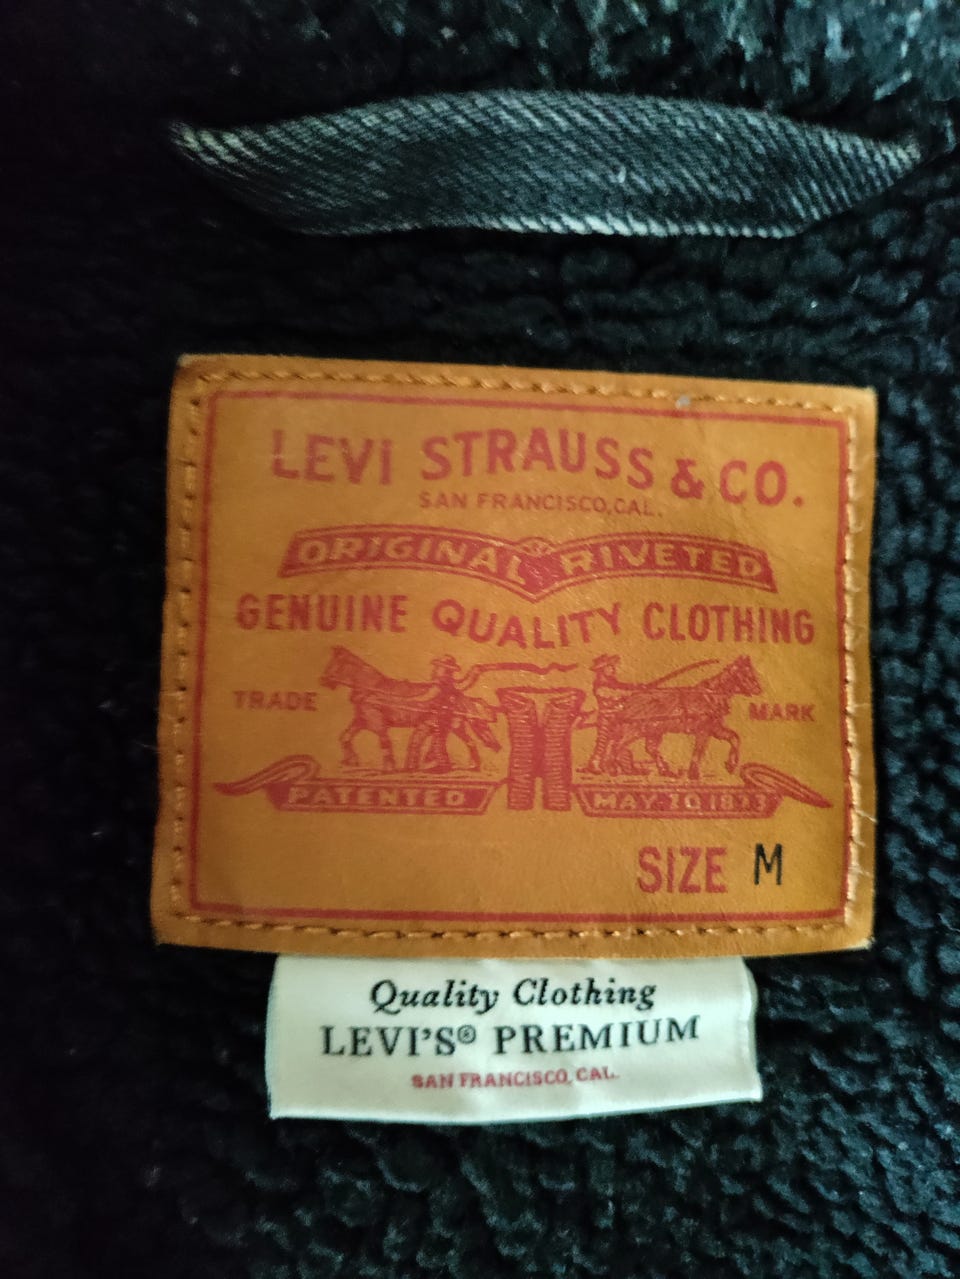 LEVI STRAUSS & CO.
SAN FRANCISCO, CAL.
ORIGINAL RIVETED
GENUINE QUALITY CLOTHING
TRADE MARK
PATENTED MAY 20 1873
SIZE M
Quality Clothing
LEVI'S® PREMIUM
SAN FRANCISCO, CAL.